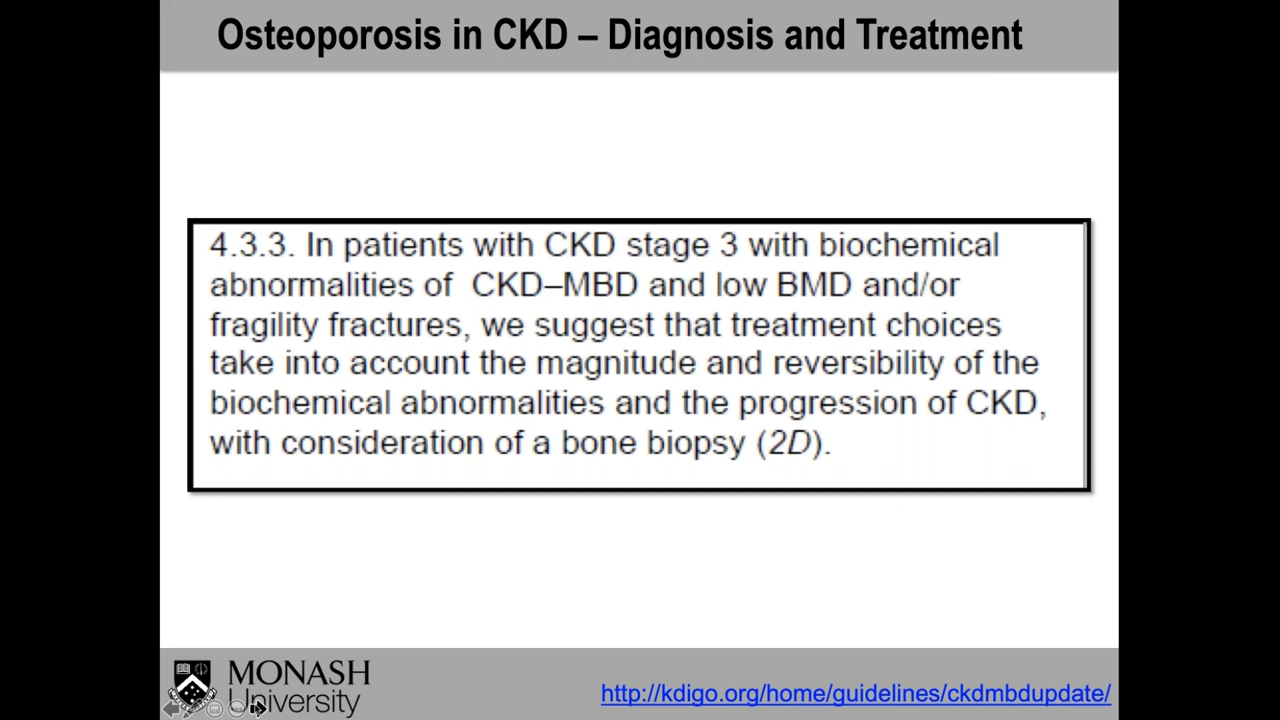 Osteoporosis in CKD – Diagnosis and Treatment
4.3.3. In patients with CKD stage 3 with biochemical
abnormalities of CKD–MBD and low BMD and/or
fragility fractures, we suggest that treatment choices
take into account the magnitude and reversibility of the
biochemical abnormalities and the progression of CKD,
with consideration of a bone biopsy (2D).
MONASH
University
http://kdigo.org/home/guidelines/ckdmbdupdate/